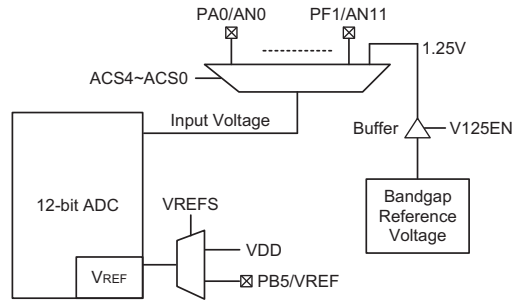 PA0/AN0
PF1/AN11
1.25V
ACS4~ACS0
Input Voltage
Buffer
V125EN
12-bit ADC
VREFS
Bandgap
Reference
Voltage
VDD
VREF
PB5/VREF